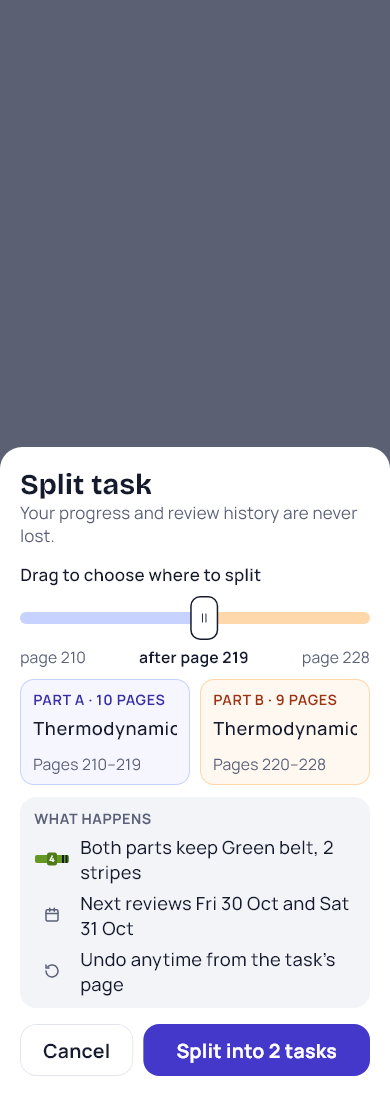 Split task
Your progress and review history are never
lost.
Drag to choose where to split
page 210
after page 219
page 228
PART A · 10 PAGES
Thermodynamic
Pages 210–219
PART B · 9 PAGES
Thermodynamic
Pages 220–228
WHAT HAPPENS
4
Both parts keep Green belt, 2
stripes
Next reviews Fri 30 Oct and Sat
31 Oct
Undo anytime from the task's
page
Cancel
Split into 2 tasks